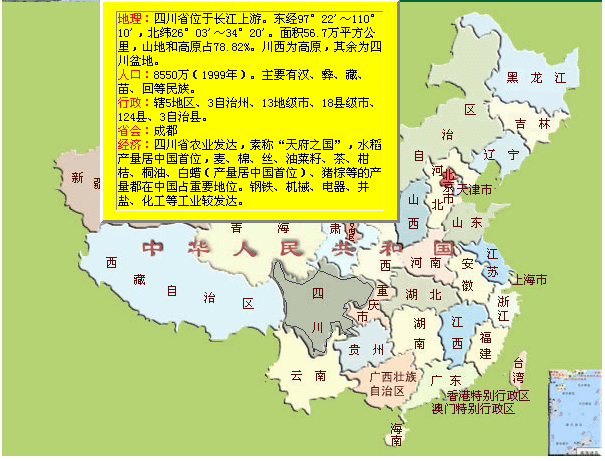 地理：四川省位于长江上游。东经97°22′～110°
10′，北纬26°03′～34°20′。面积56.7万平方公
里，山地和高原占78.82%。川西为高原，其余为四
川盆地。
人口：8550万（1999年）。主要有汉、彝、藏、
苗、回等民族。
行政：辖5地区、3自治州、13地级市、18县级市、
124县、3自治县。
省会：成都
经济：四川省农业发达，素称“天府之国”，水稻
产量居中国首位，麦、棉、丝、油菜籽、茶、柑
桔、桐油、白蜡（产量居中国首位）、猪棕等的产
量都在中国占重要地位。钢铁、机械、电器、井
盐、化工等工业较发达。
黑龙江
吉林
辽宁
自治区
新疆
河北
北京市
天津市
山西
山东
青海
肃
中华人民共和国
西藏自治区
四川
重庆市
西
河南
湖北
安徽
江苏
上海市
浙江
湖南
江西
福建
贵州
云南
广西壮族
自治区
广东
台湾
香港特别行政区
澳门特别行政区
海南